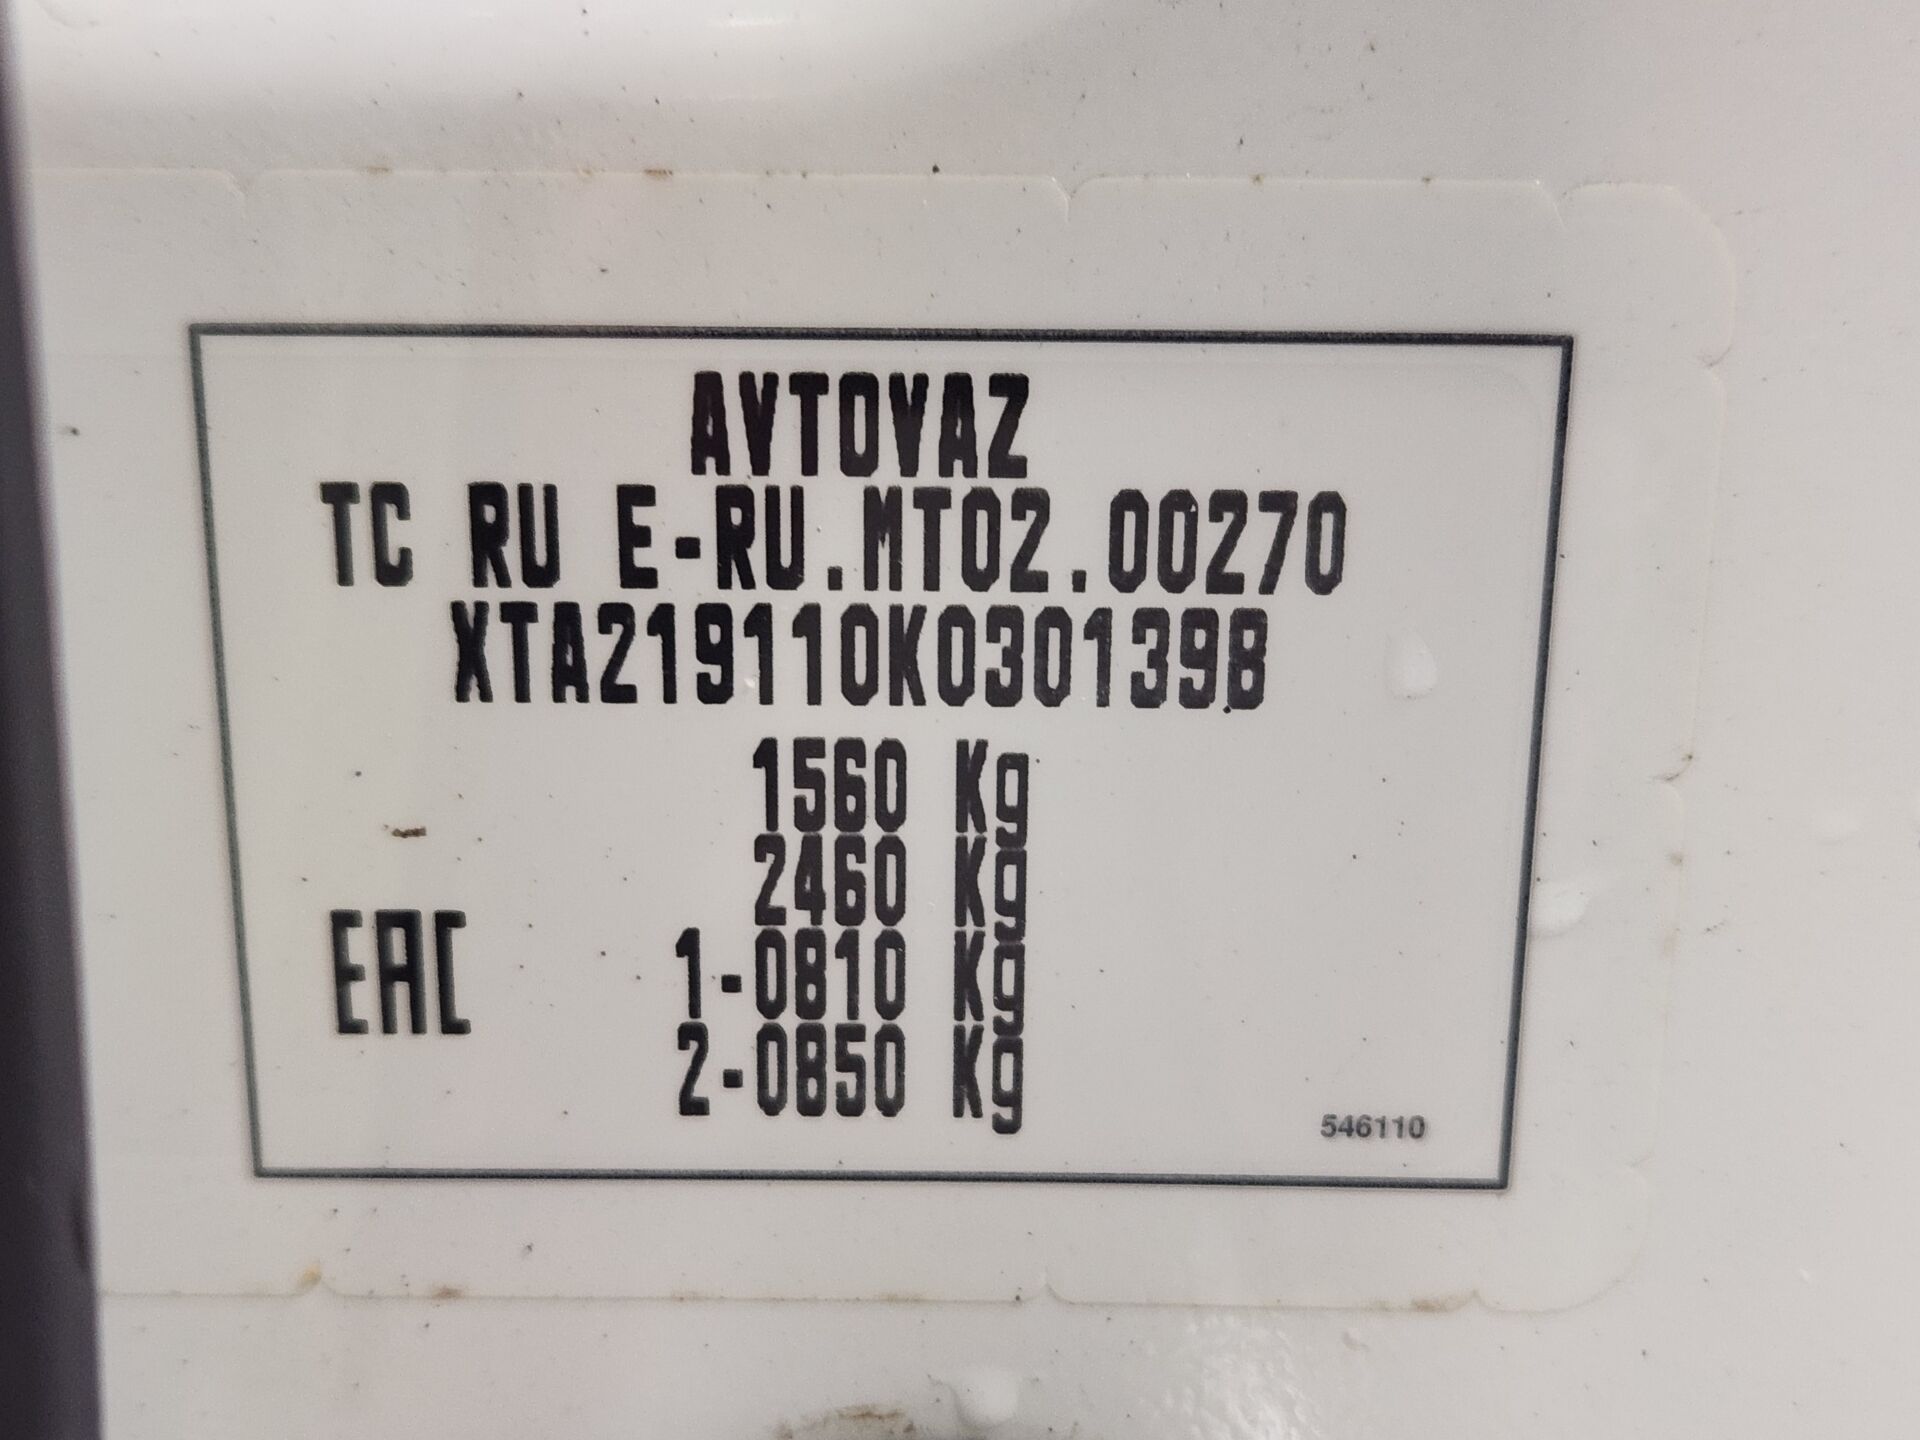 AVTOVAZ
TC RU E-RU.MT02.00270
XTA219110K0301398
1560 Kg
2460 Kg
1-0810 Kg
2-0850 Kg
EAC
546110